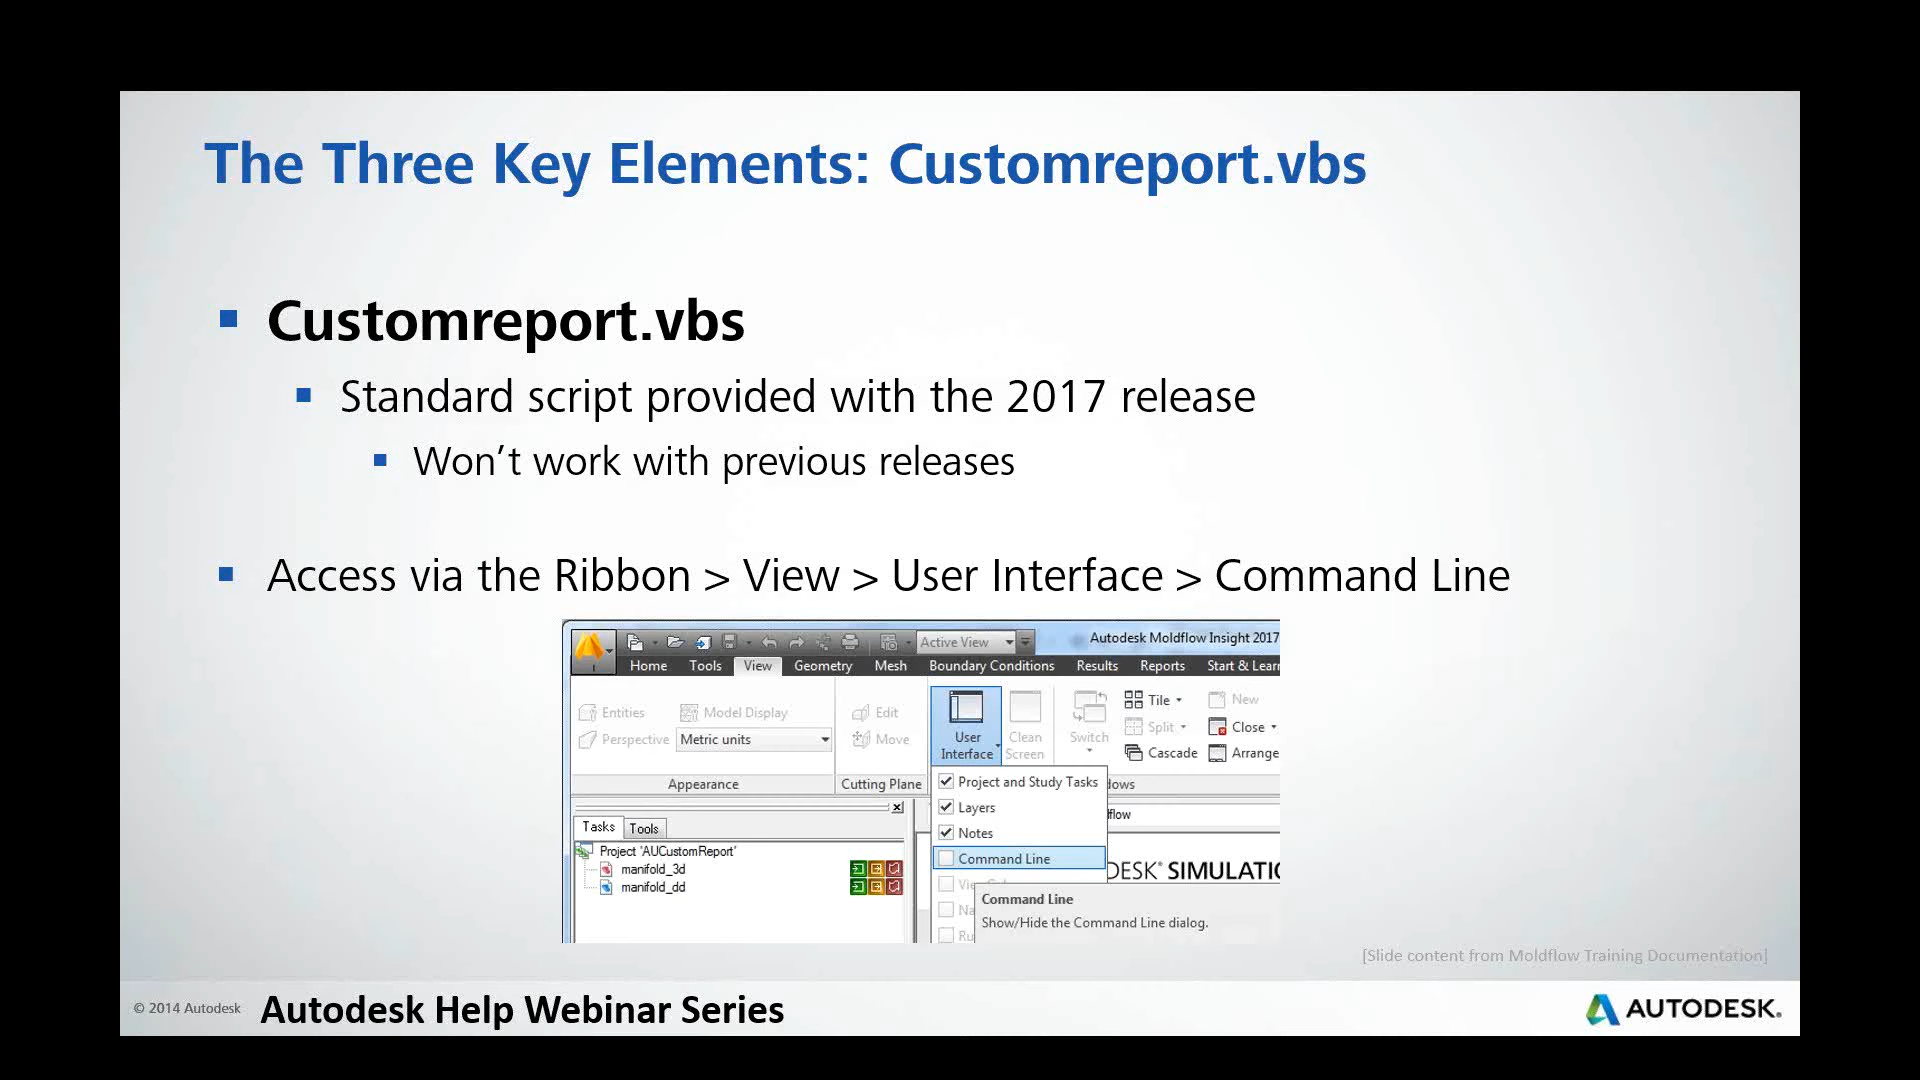 The Three Key Elements: Customreport.vbs
Customreport.vbs
Standard script provided with the 2017 release
Won't work with previous releases
Access via the Ribbon > View > User Interface > Command Line
Active View
Autodesk Moldflow Insight 2017
Home Tools View Geometry Mesh Boundary Conditions Results Reports Start & Learn
Entities Model Display Edit User Interface Clean Screen Switch Tile New
Perspective Metric units Move Split Close
Cascade Arrange
Appearance Cutting Plane
Project and Study Tasks
Layers
Notes
Command Line
Tasks Tools
Project 'AUCustomReport'
manifold_3d
manifold_dd
Command Line
Show/Hide the Command Line dialog.
[Slide content from Moldflow Training Documentation]
© 2014 Autodesk Autodesk Help Webinar Series AUTODESK.